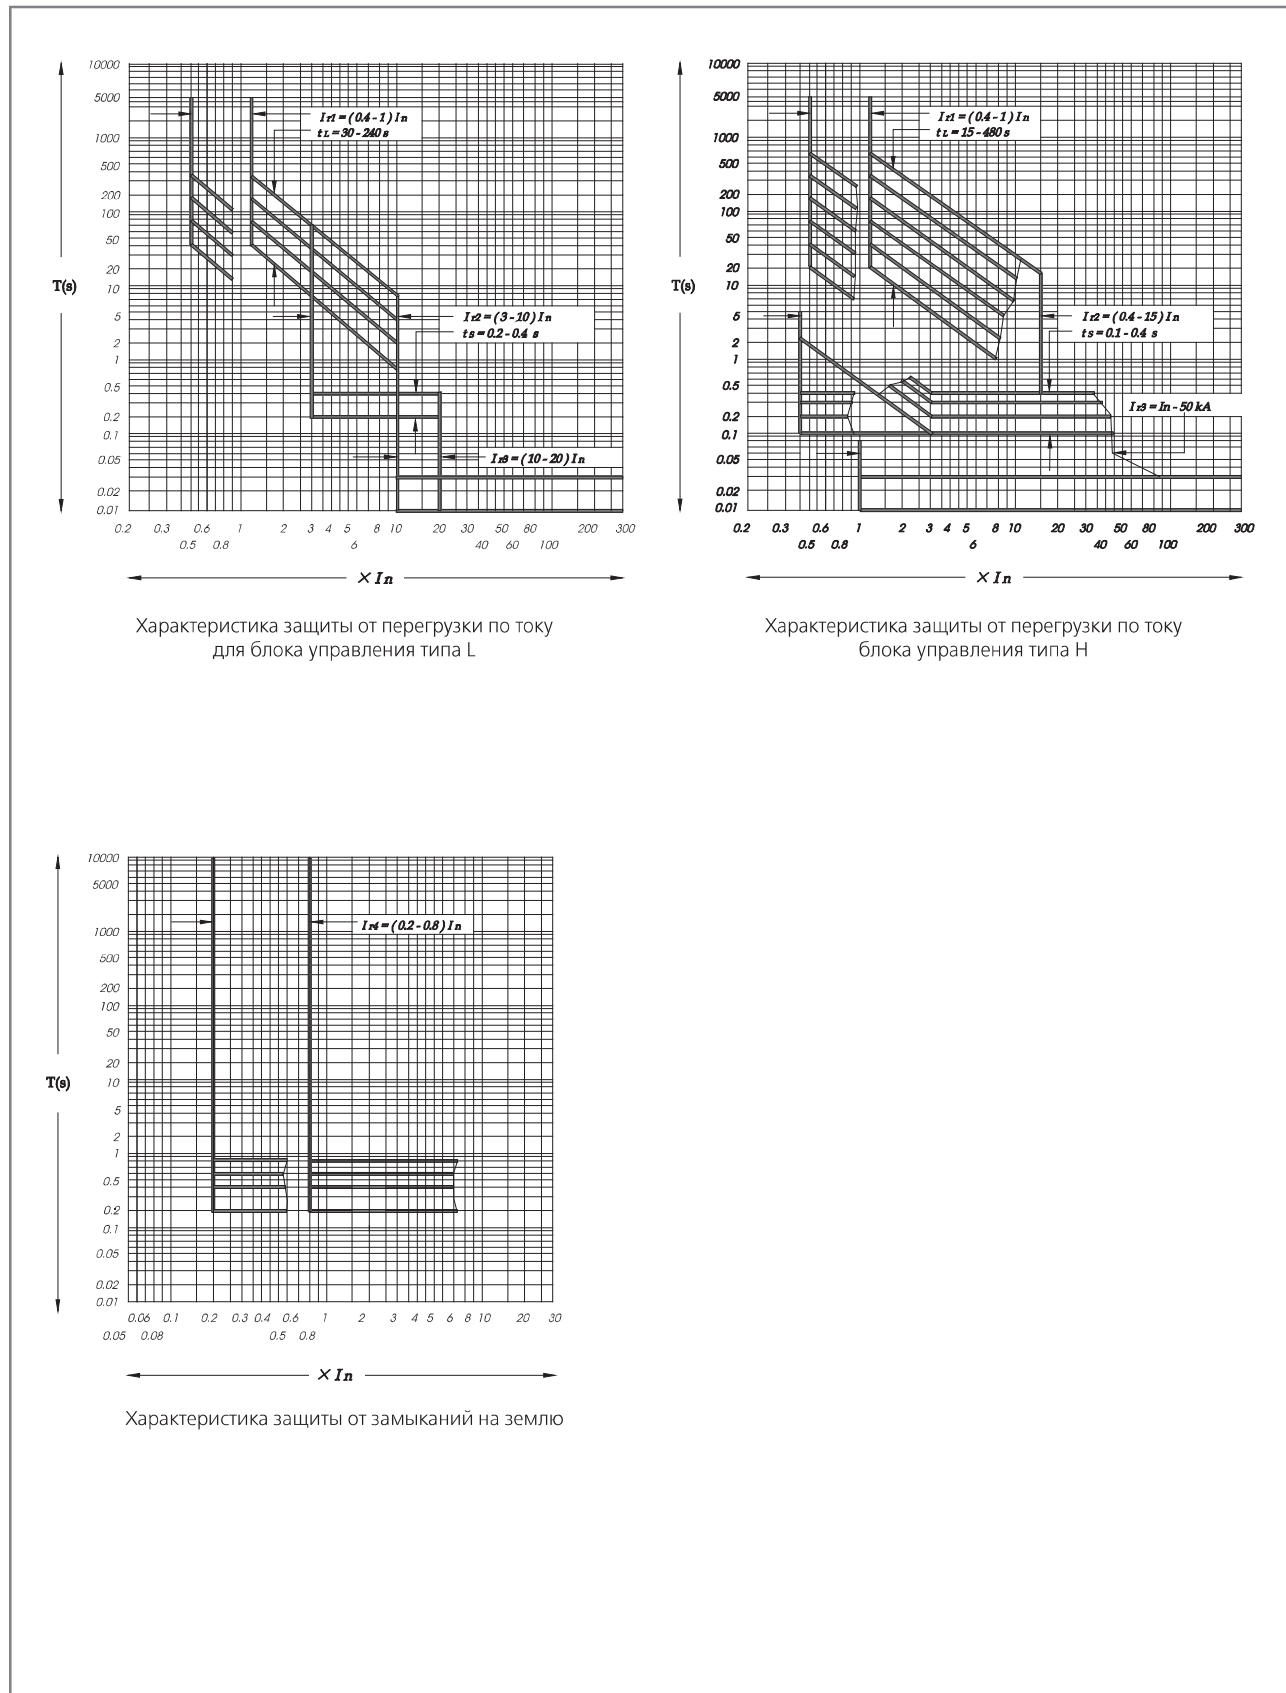 10000
5000
1000
500
200
100
50
20
10
5
2
1
0.5
0.2
0.1
0.05
0.02
0.01
T(s)
Ir1 = (0.4 - 1) In
tL = 30 - 240 s
Ir2 = (3 - 10) In
ts = 0.2 - 0.4 s
Ir3 = (10 - 20) In
0.2 0.3 0.6 1 2 3 4 5 8 10 20 30 50 80 200 300
0.5 0.8 6 40 60 100
× In
Характеристика защиты от перегрузки по току
для блока управления типа L
10000
5000
1000
500
200
100
50
20
10
5
2
1
0.5
0.2
0.1
0.05
0.02
0.01
T(s)
Ir1 = (0.4 - 1) In
tL = 15 - 480 s
Ir2 = (0.4 - 15) In
ts = 0.1 - 0.4 s
Ir3 = In - 50 kA
0.2 0.3 0.6 1 2 3 4 5 8 10 20 30 50 80 200 300
0.5 0.8 6 40 60 100
× In
Характеристика защиты от перегрузки по току
блока управления типа H
10000
5000
1000
500
200
100
50
20
10
5
2
1
0.5
0.2
0.1
0.05
0.02
0.01
T(s)
Ir4 = (0.2 - 0.8) In
0.06 0.1 0.2 0.3 0.4 0.6 1 2 3 4 5 6 8 10 20 30
0.05 0.08 0.5 0.8
× In
Характеристика защиты от замыканий на землю